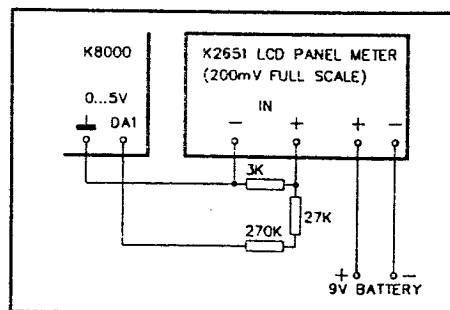 K8000
K2651 LCD PANEL METER
(200mV FULL SCALE)
0...5V
IN
DA1
- + + -
3K
27K
270K
+ -
9V BATTERY